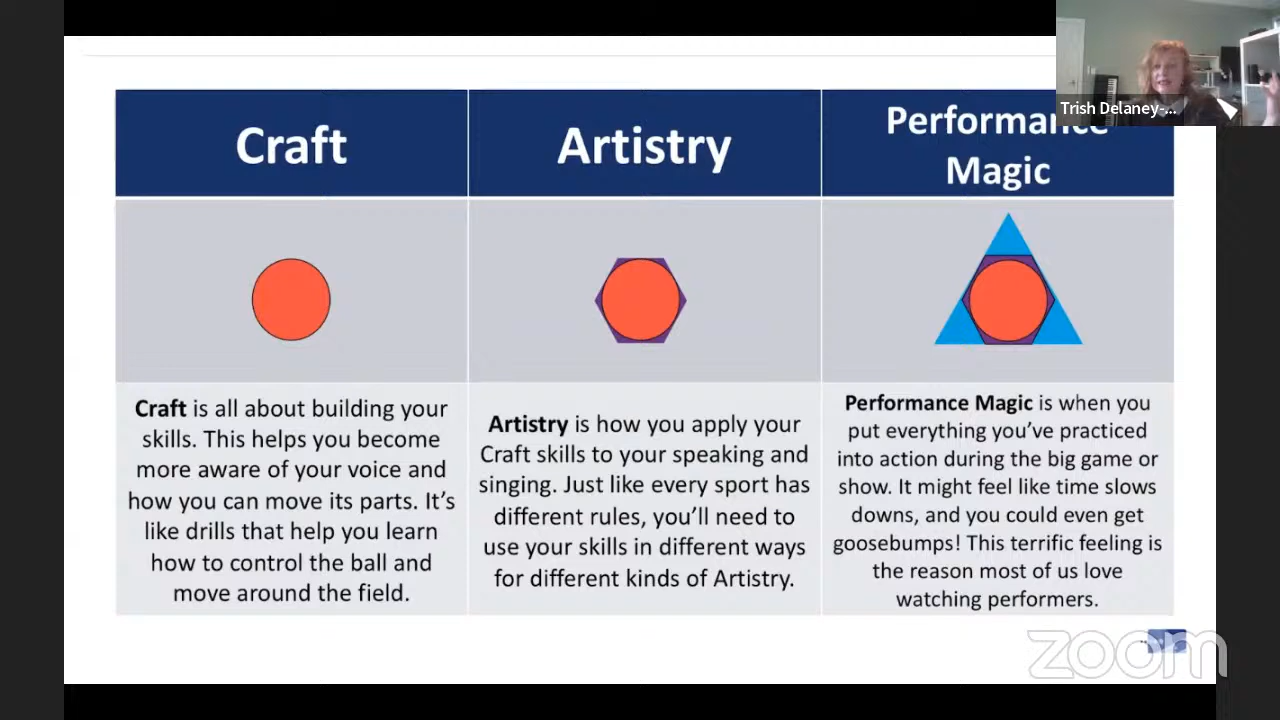 Craft
Artistry
Performance
Magic
Trish Delaney-...
Craft is all about building your
skills. This helps you become
more aware of your voice and
how you can move its parts. It's
like drills that help you learn
how to control the ball and
move around the field.
Artistry is how you apply your
Craft skills to your speaking and
singing. Just like every sport has
different rules, you'll need to
use your skills in different ways
for different kinds of Artistry.
Performance Magic is when you
put everything you've practiced
into action during the big game or
show. It might feel like time slows
downs, and you could even get
goosebumps! This terrific feeling is
the reason most of us love
watching performers.
zoom